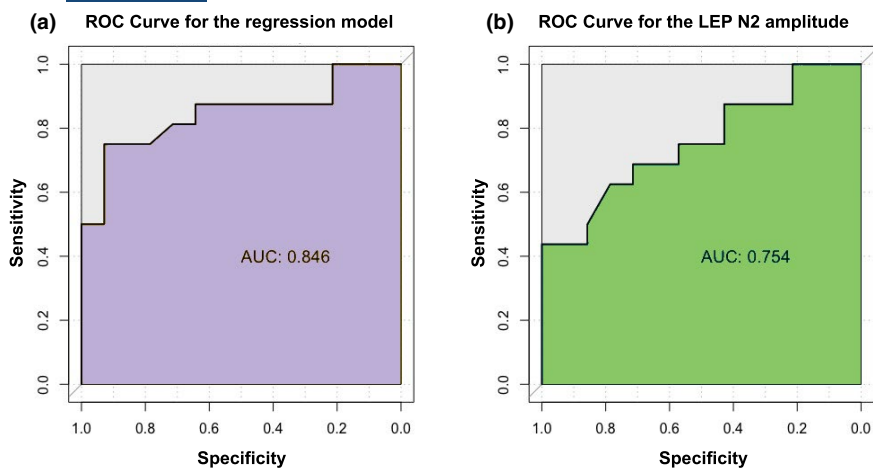 (a) ROC Curve for the regression model
Sensitivity
1.0
0.8
0.6
0.4
0.2
0.0
AUC: 0.846
1.0 0.8 0.6 0.4 0.2 0.0
Specificity
(b) ROC Curve for the LEP N2 amplitude
Sensitivity
1.0
0.8
0.6
0.4
0.2
0.0
AUC: 0.754
1.0 0.8 0.6 0.4 0.2 0.0
Specificity